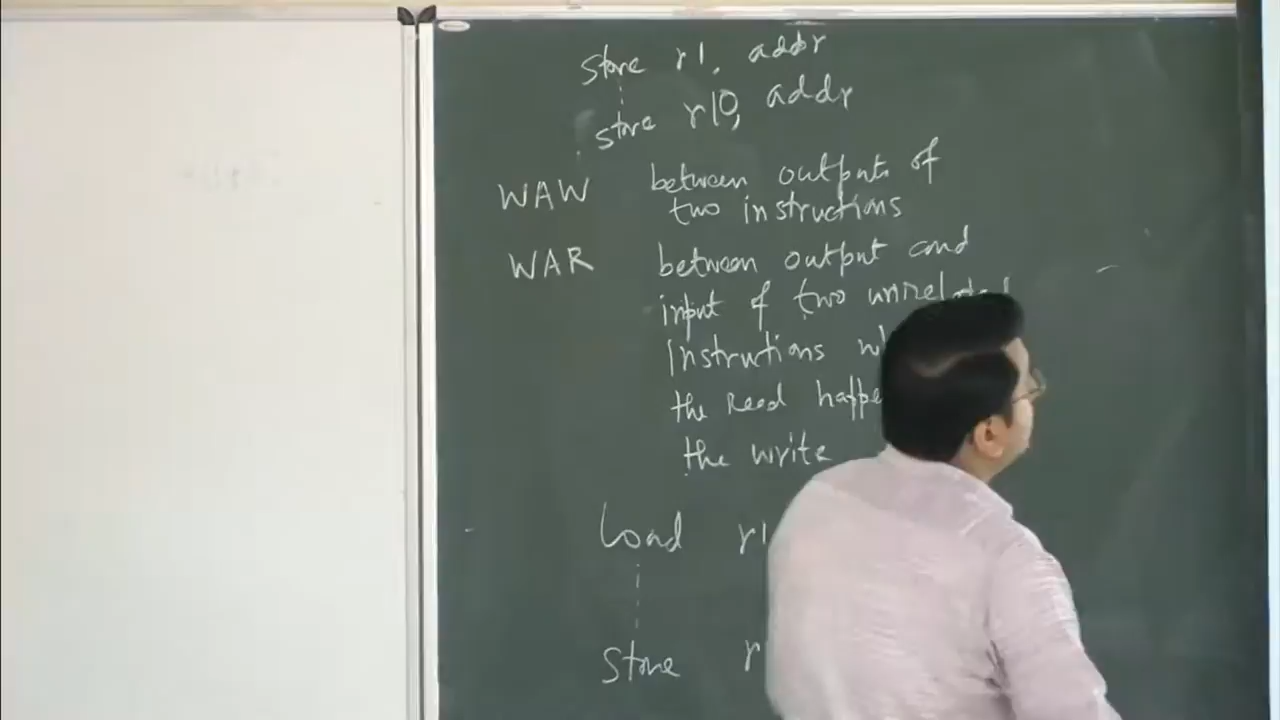 store r1, addr
store r10, addr
WAW between outputs of
two instructions
WAR between output and
input of two unrelated
instructions
the read
the write
Load
store